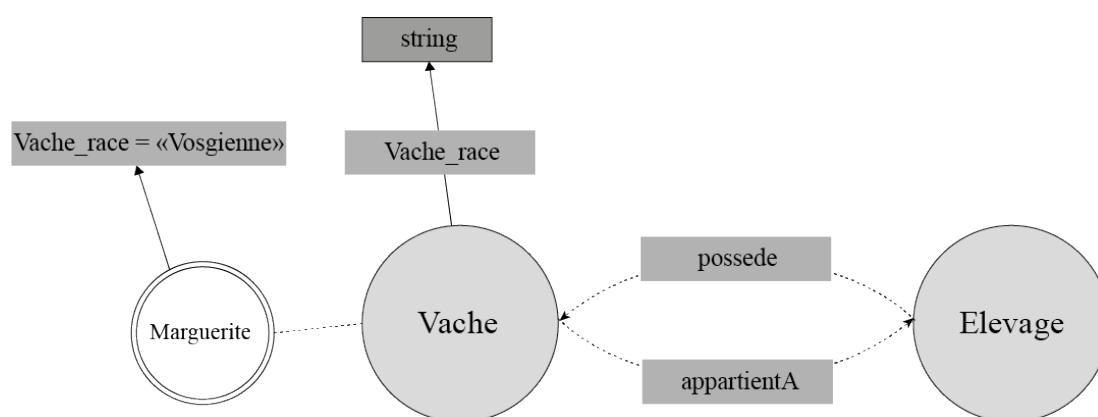 string
Vache_race = «Vosgienne»
Vache_race
possede
Marguerite
Vache
Elevage
appartientA